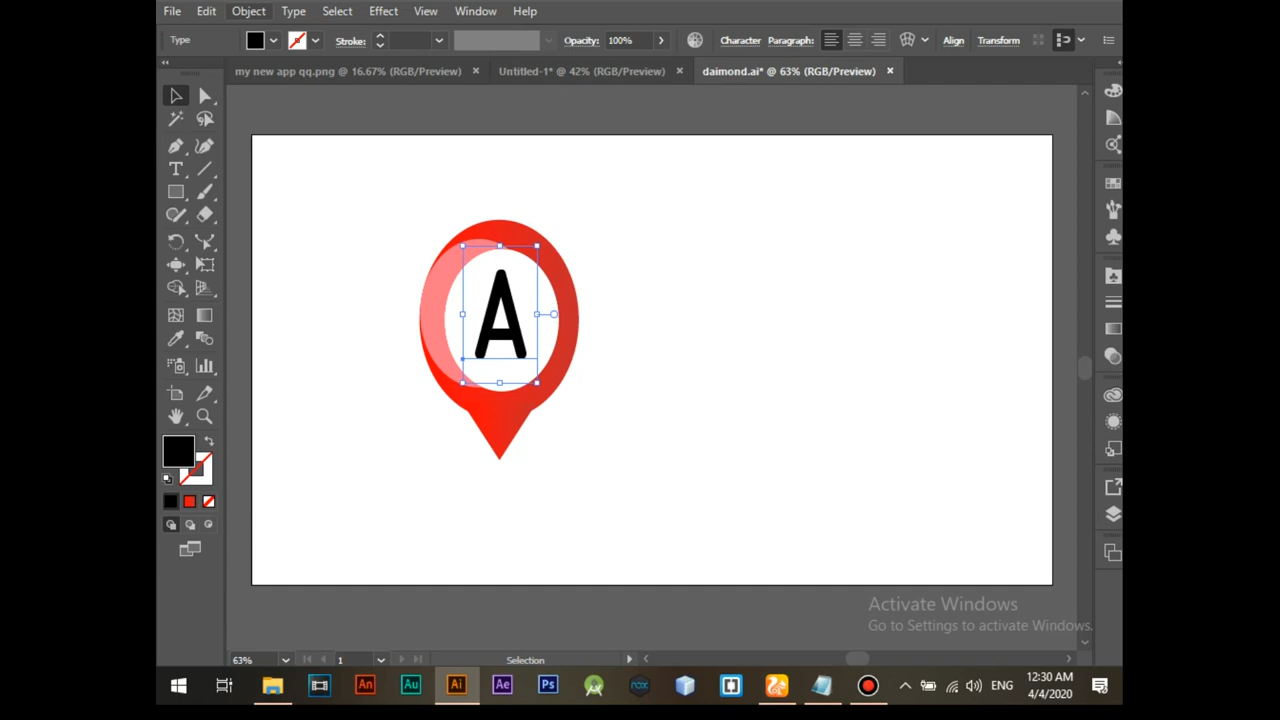 File Edit Object Type Select Effect View Window Help
Type Stroke: Opacity: 100% Character Paragraph: Align Transform
my new app qq.png @ 16.67% (RGB/Preview) × Untitled-1* @ 42% (RGB/Preview) × daimond.ai* @ 63% (RGB/Preview) ×
T
A
Activate Windows
Go to Settings to activate Windows.
63% 1 Selection
An Au Ai Ae Ps nox ENG 12:30 AM
4/4/2020